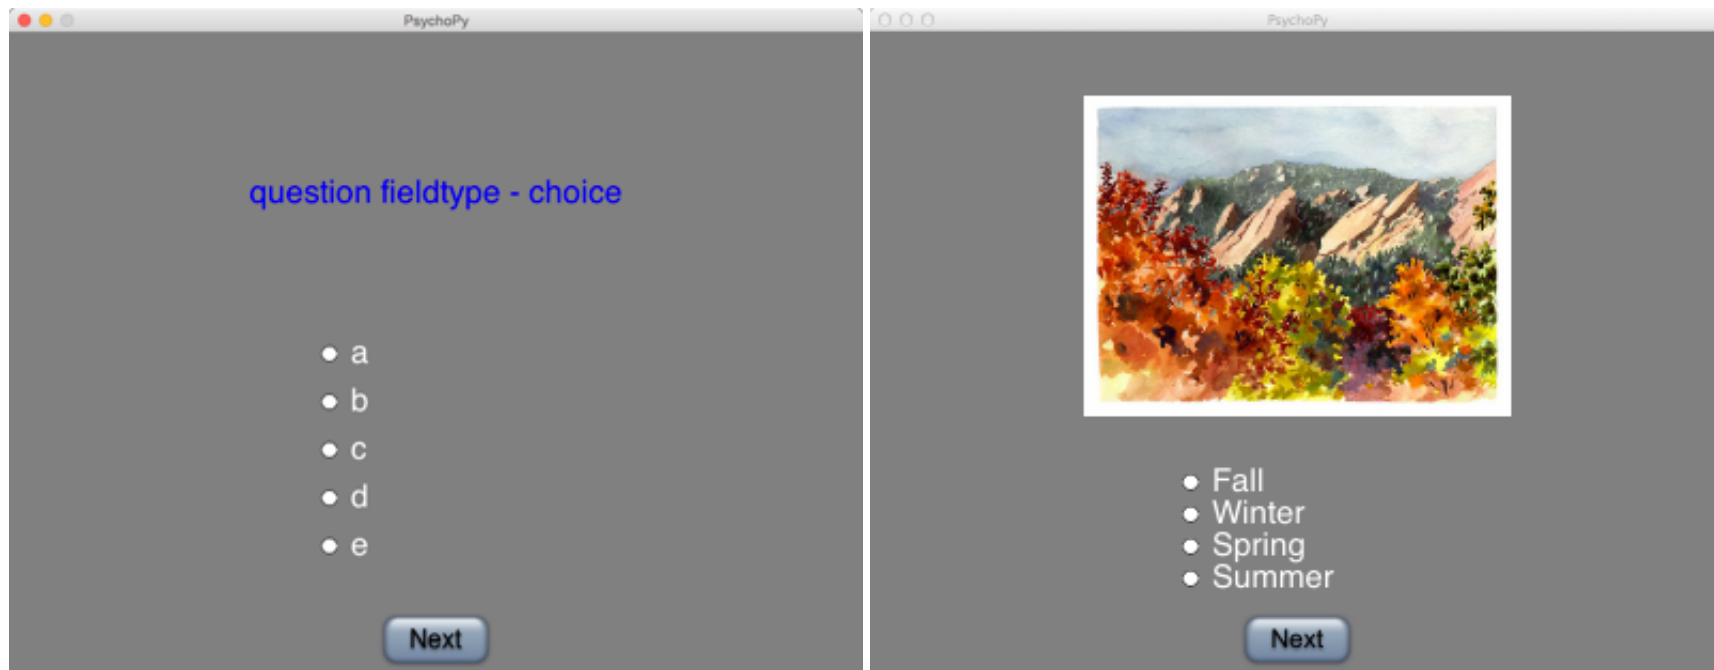 PsychoPy
question fieldtype - choice
a
b
c
d
e
Next
PsychoPy
Fall
Winter
Spring
Summer
Next